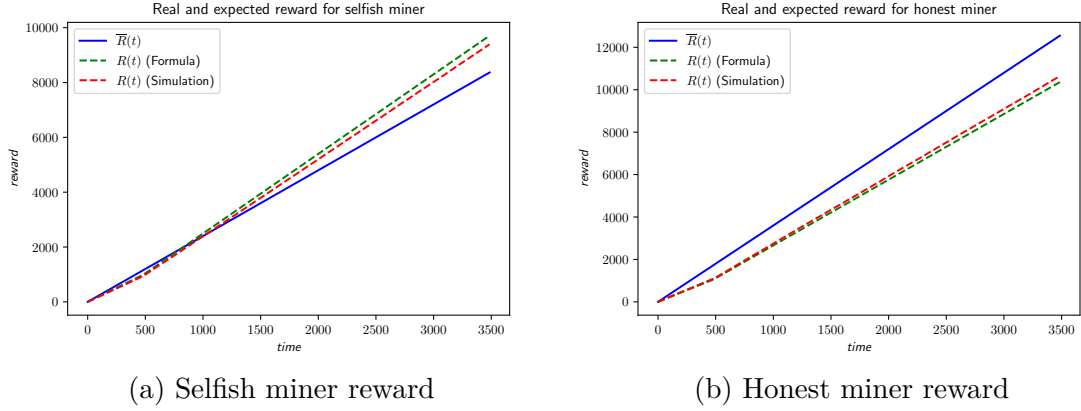 Real and expected reward for selfish miner
R̅(t)
R(t) (Formula)
R(t) (Simulation)
10000
8000
6000
4000
2000
0
reward
0 500 1000 1500 2000 2500 3000 3500
time
(a) Selfish miner reward
Real and expected reward for honest miner
R̅(t)
R(t) (Formula)
R(t) (Simulation)
12000
10000
8000
6000
4000
2000
0
reward
0 500 1000 1500 2000 2500 3000 3500
time
(b) Honest miner reward